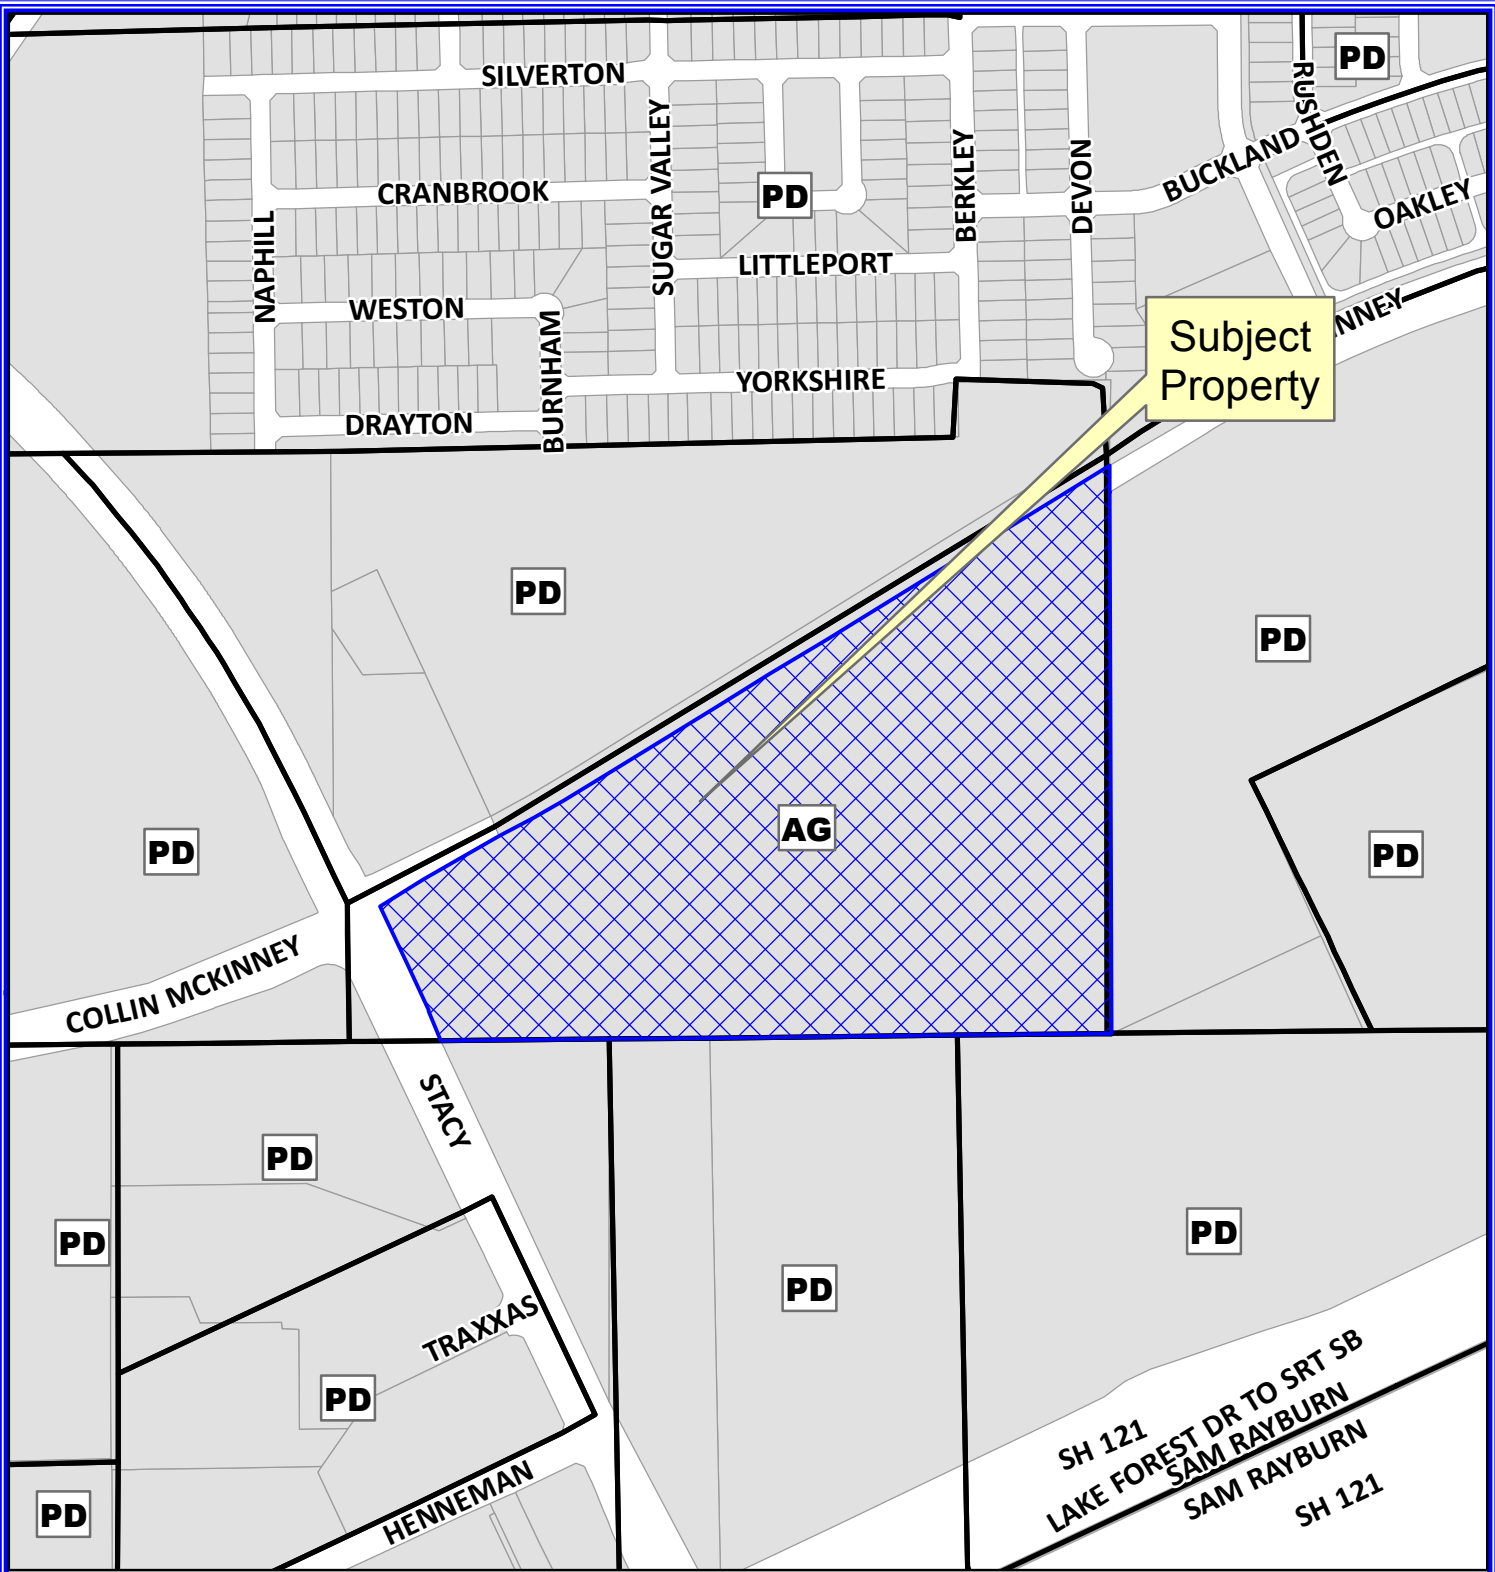 PD
RUSHDEN
SILVERTON
SUGAR VALLEY
BERKLEY
DEVON
BUCKLAND
CRANBROOK
PD
OAKLEY
NAPHILL
LITTLEPORT
WESTON
BURNHAM
INNEY
Subject
Property
YORKSHIRE
DRAYTON
PD
PD
AG
PD
PD
COLLIN MCKINNEY
STACY
PD
PD
PD
PD
TRAXXAS
PD
SH 121
LAKE FOREST DR TO SRT SB
SAM RAYBURN
SAM RAYBURN
SH 121
HENNEMAN
PD